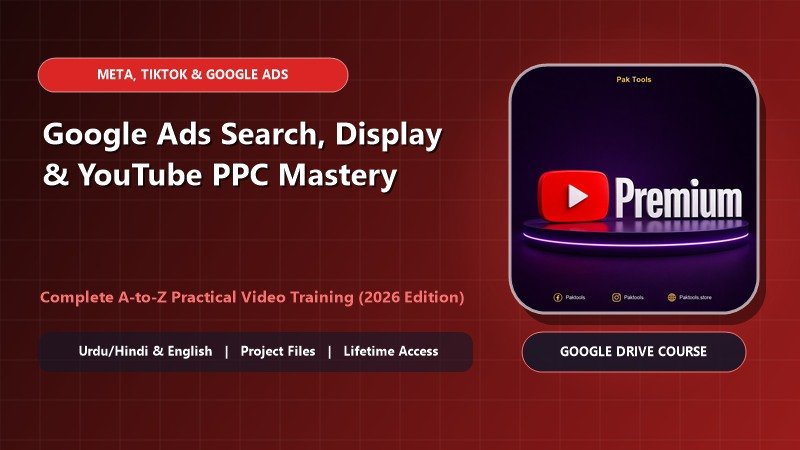 META, TIKTOK & GOOGLE ADS
Google Ads Search, Display
& YouTube PPC Mastery
Complete A-to-Z Practical Video Training (2026 Edition)
Urdu/Hindi & English | Project Files | Lifetime Access
Pak Tools
Premium
Paktools Paktools Paktools.store
GOOGLE DRIVE COURSE